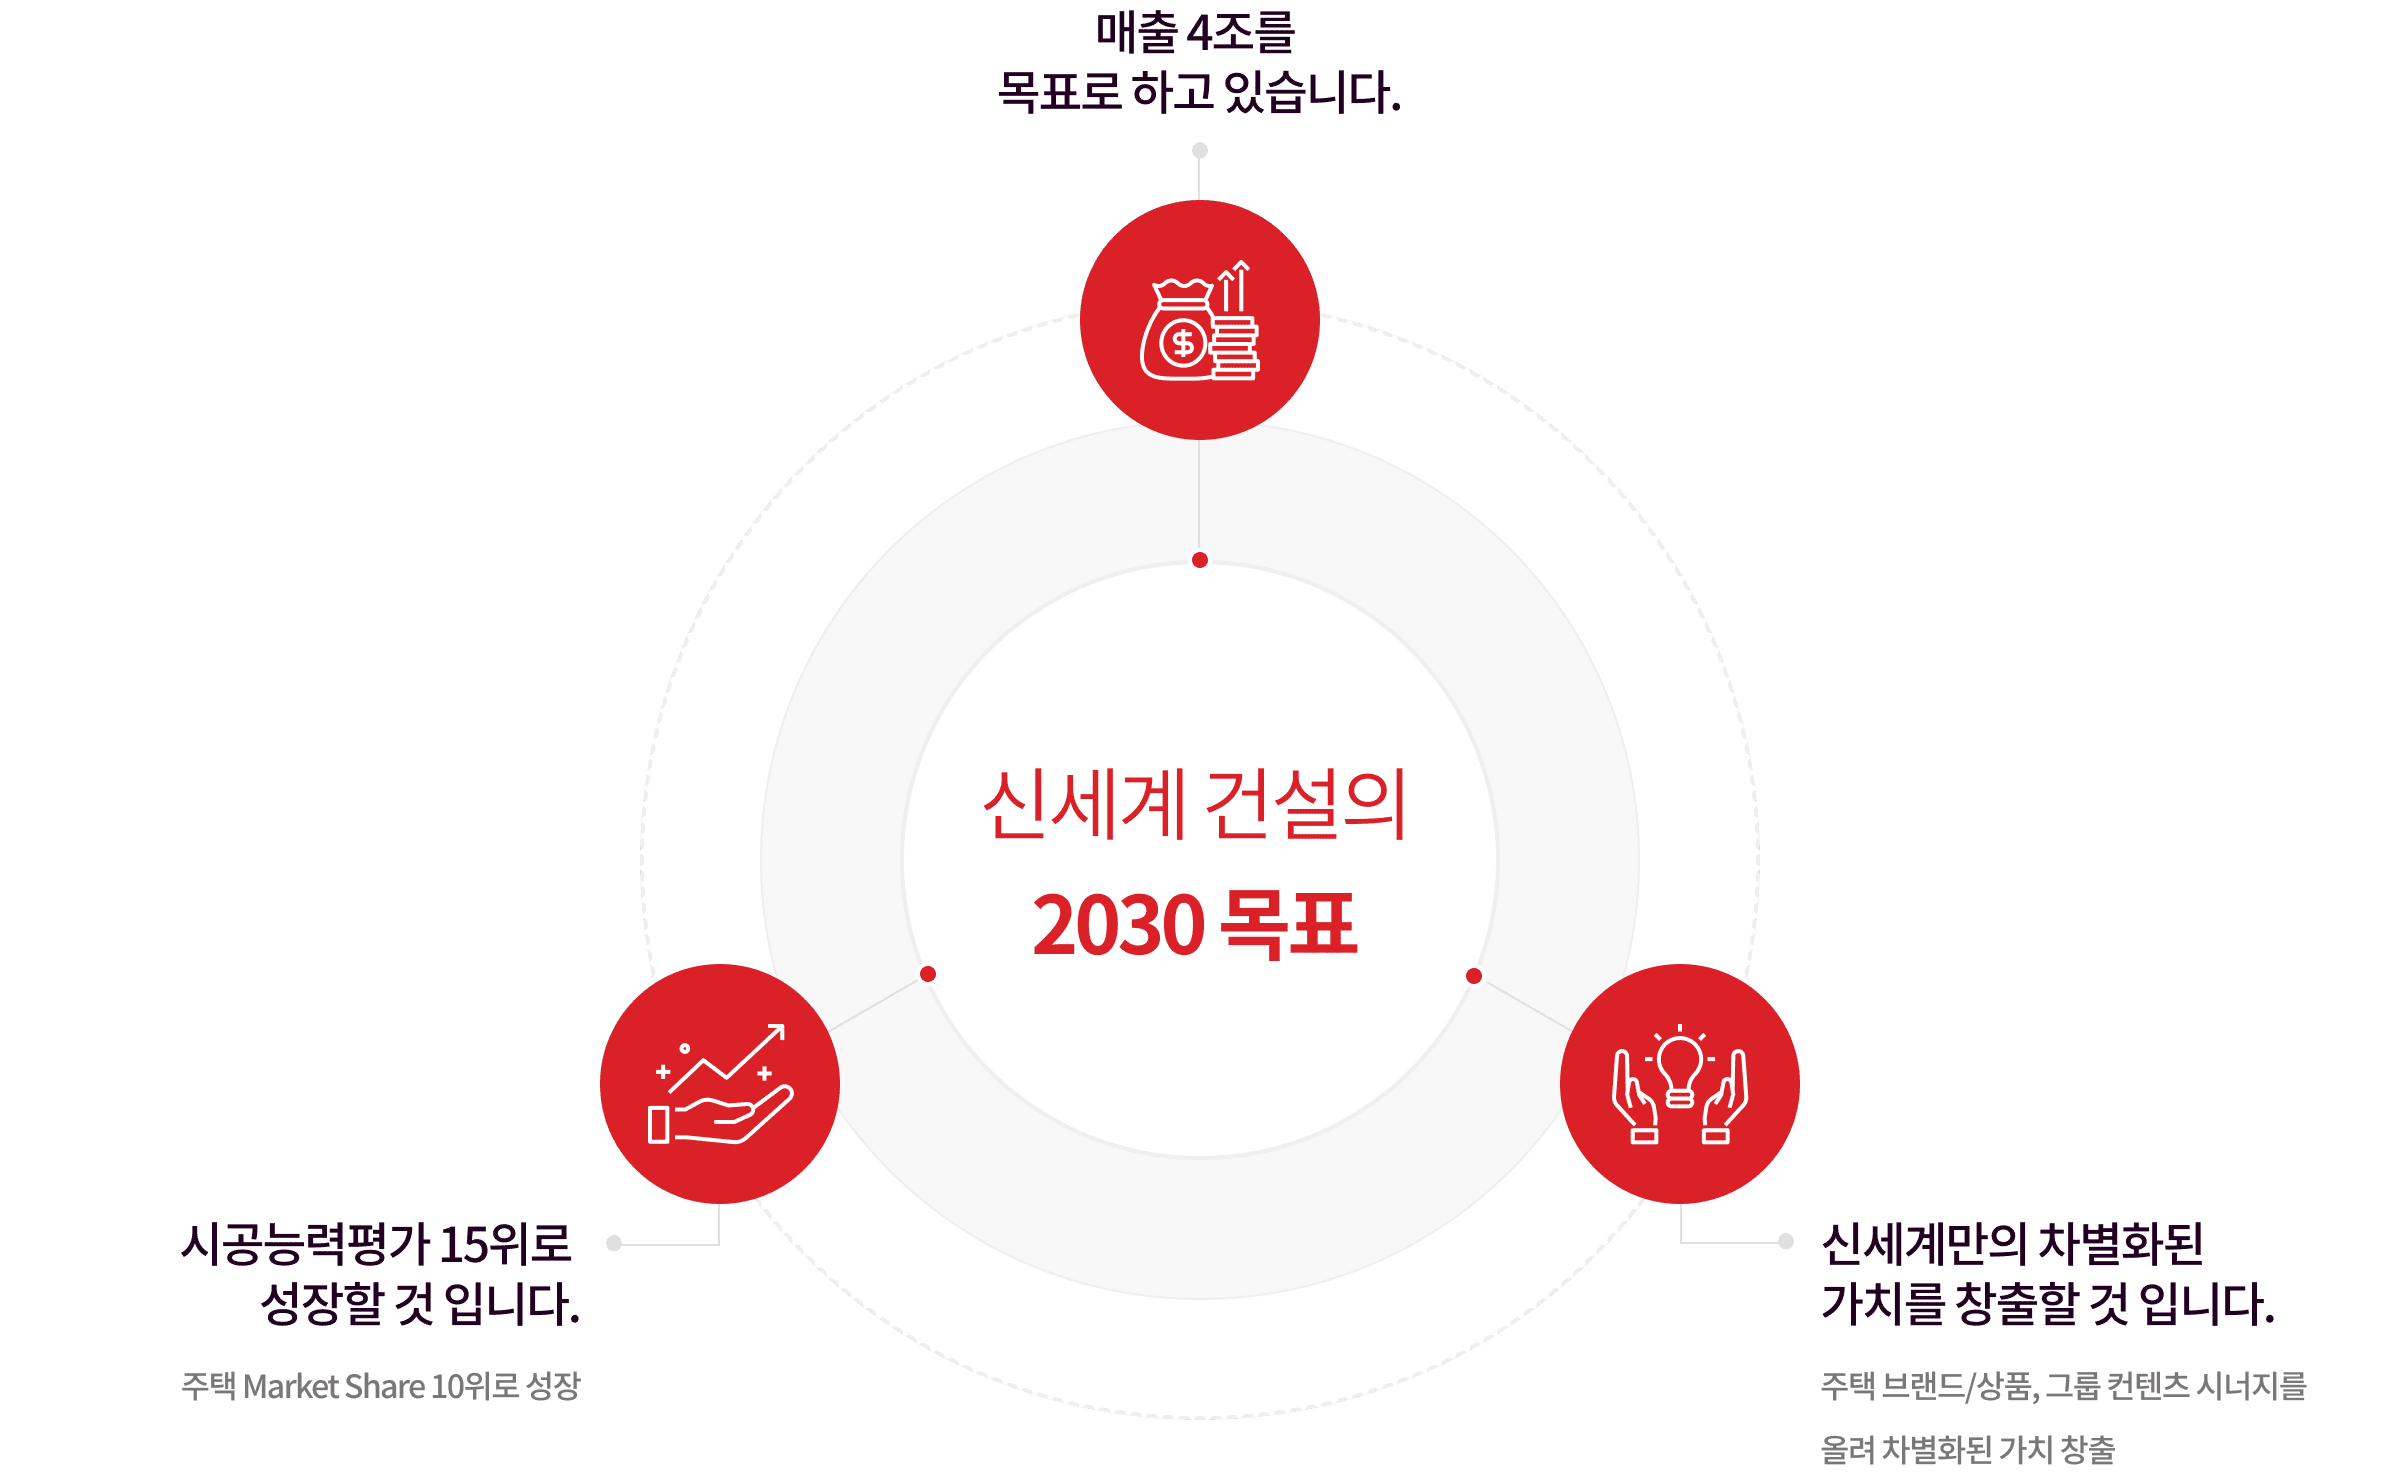 매출 4조를
목표로 하고 있습니다.
신세계 건설의
2030 목표
시공능력평가 15위로
성장할 것 입니다.
주택 Market Share 10위로 성장
신세계만의 차별화된
가치를 창출할 것 입니다.
주택 브랜드/상품, 그룹 컨텐츠 시너지를
올려 차별화된 가치 창출